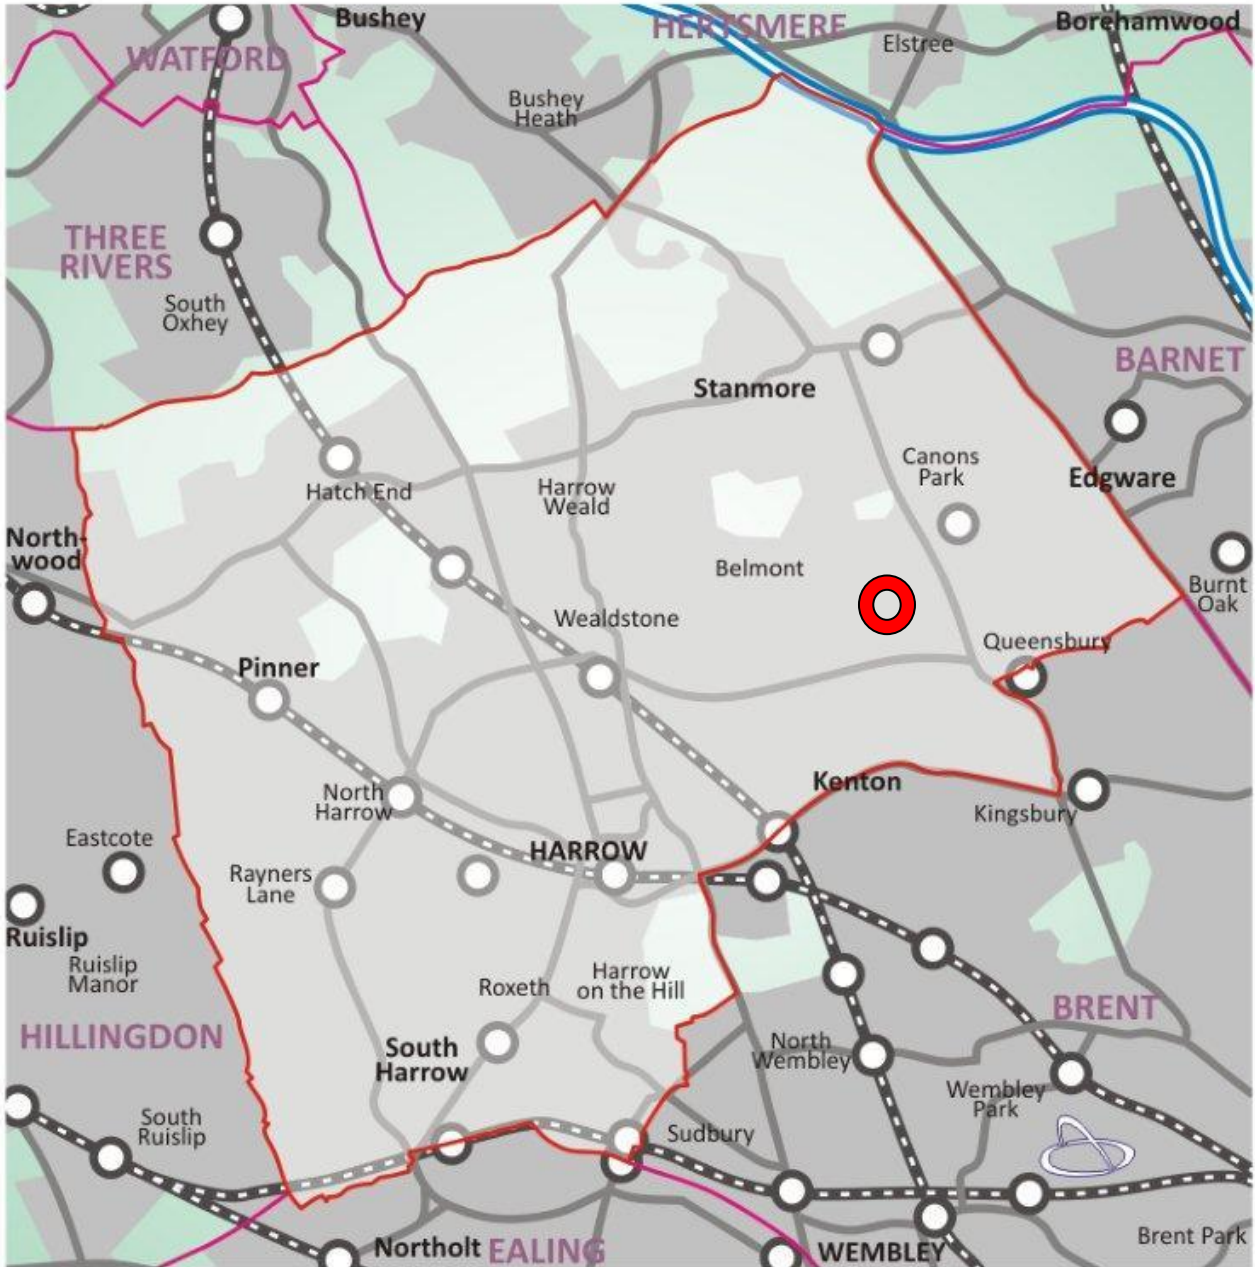 Bushey
HERTSMERE
Borehamwood
WATFORD
Elstree
Bushey
Heath
THREE
RIVERS
South
Oxhey
BARNET
Stanmore
Canons
Park
Edgware
Hatch End
Harrow
Weald
North-
wood
Belmont
Burnt
Oak
Wealdstone
Queensbury
Pinner
Kenton
North
Harrow
Kingsbury
Eastcote
HARROW
Rayners
Lane
Ruislip
Ruislip
Manor
Harrow
on the Hill
Roxeth
BRENT
HILLINGDON
South
Harrow
North
Wembley
Wembley
Park
South
Ruislip
Sudbury
Brent Park
Northolt
EALING
WEMBLEY